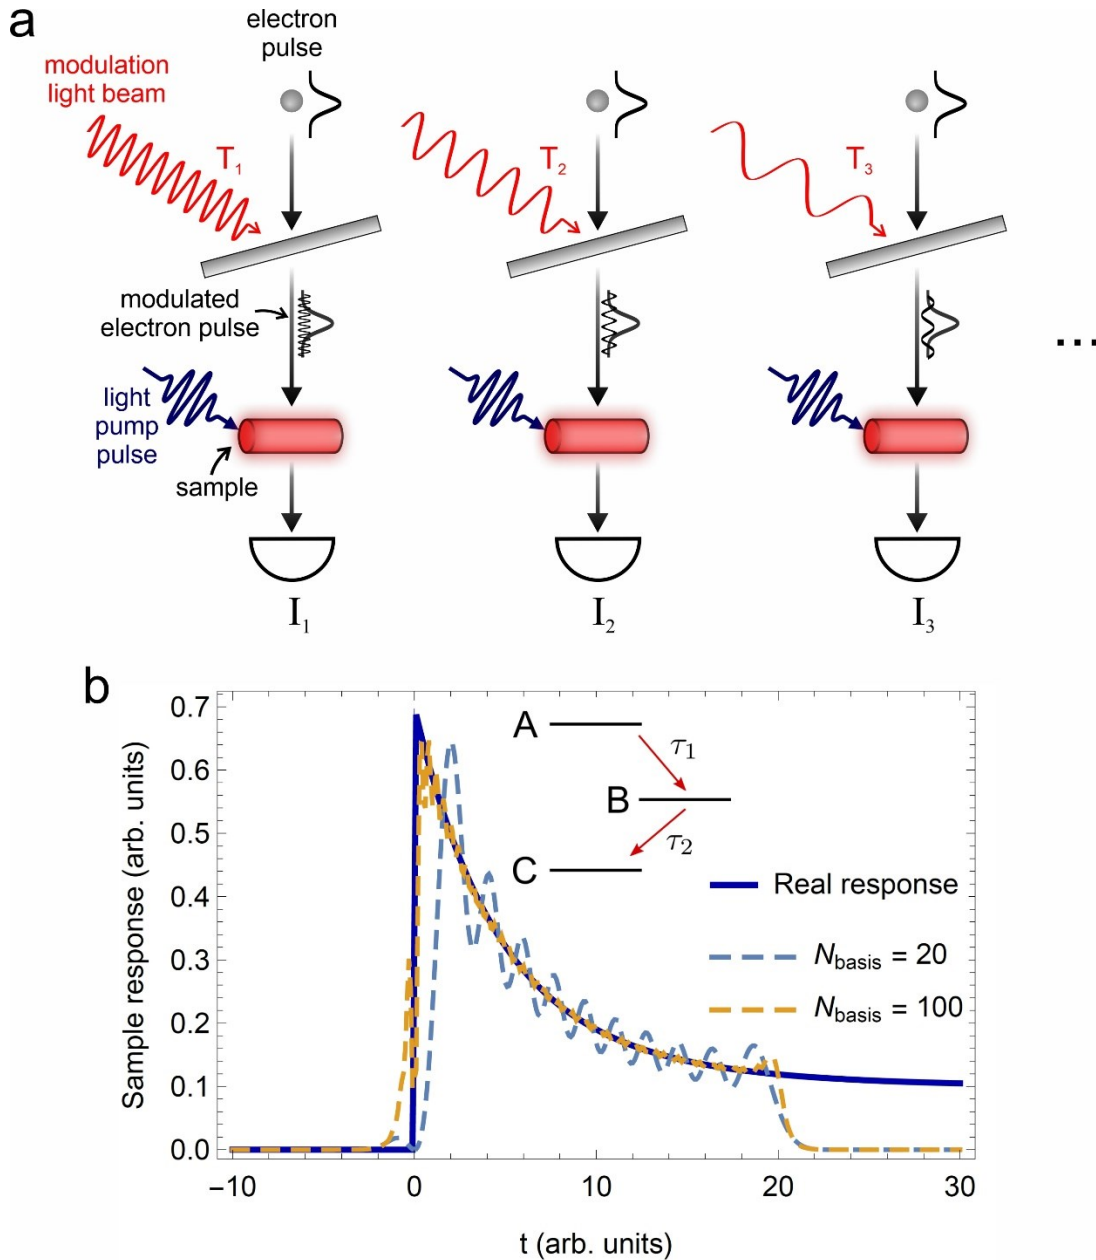 a
electron
pulse
modulation
light beam
T1
T2
T3
modulated
electron pulse
...
light
pump
pulse
sample
I1
I2
I3
b
Sample response (arb. units)
0.7
0.6
0.5
0.4
0.3
0.2
0.1
0.0
A
τ1
B
τ2
C
Real response
Nbasis = 20
Nbasis = 100
−10
0
10
20
30
t (arb. units)